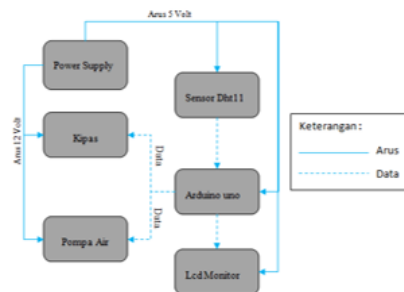 Arus 5 Volt
Power Supply
Sensor Dht11
Keterangan :
Arus
Data
Arus 12 Volt
Kipas
Data
Arduino uno
Data
Pompa Air
Lcd Monitor